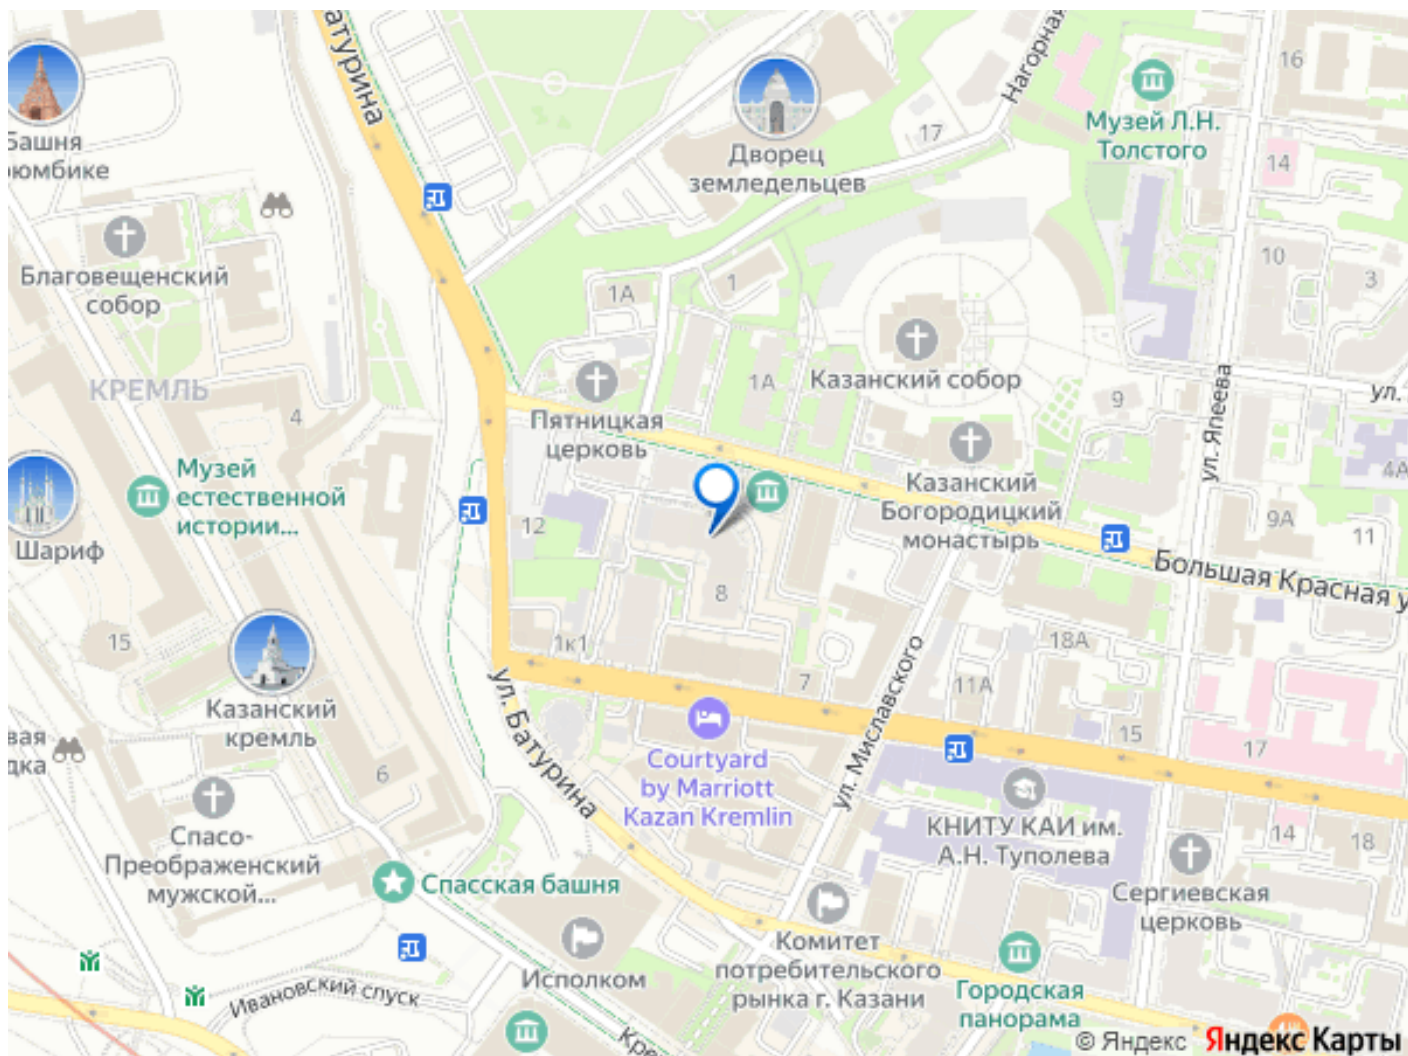 атурина
Нагорная
16
Музей Л.Н.
Толстого
17
14
Дворец
земледельцев
Башня
юмбике
Благовещенский
собор
1
1А
10
3
КРЕМЛЬ
4
Пятницкая
церковь
1А
Казанский собор
9
ул.
ул. Япеева
Музей
естественной
истории...
Казанский
Богородицкий
монастырь
4А
9А
11
Шариф
12
8
Большая Красная у
15
1к1
18А
Казанский
кремль
ул. Батурина
7
11А
15
17
ул. Миславского
вая
дка
6
Courtyard
by Marriott
Kazan Kremlin
КНИТУ КАИ им.
А.Н. Туполева
14
18
Спасо-
Преображенский
мужской...
Спасская башня
Сергиевская
церковь
Исполком
Комитет
потребительского
рынка г. Казани
Городская
панорама
Ивановский спуск
Кре
© Яндекс Яндекс Карты